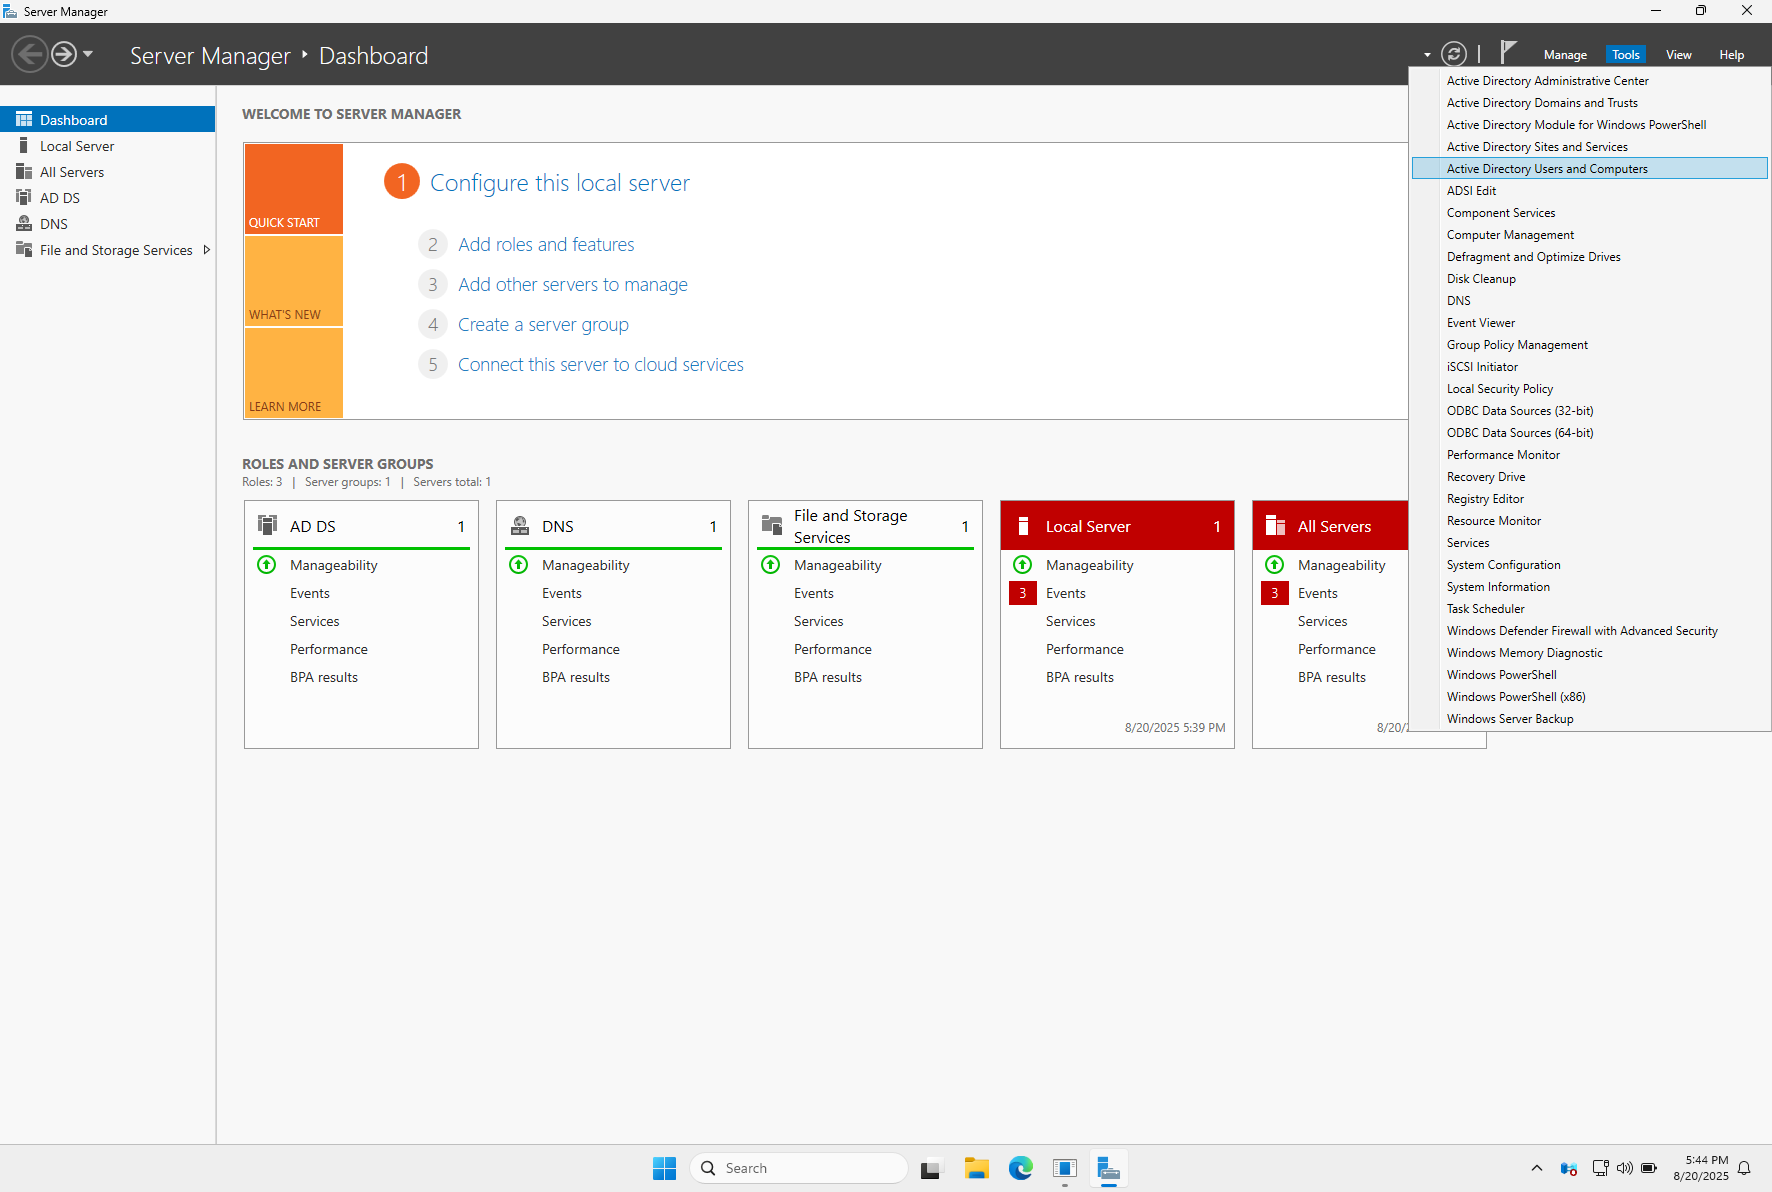 Server Manager
Server Manager ‣ Dashboard
Manage
Tools
View
Help
Dashboard
Local Server
All Servers
AD DS
DNS
File and Storage Services
WELCOME TO SERVER MANAGER
QUICK START
WHAT'S NEW
LEARN MORE
1 Configure this local server
2 Add roles and features
3 Add other servers to manage
4 Create a server group
5 Connect this server to cloud services
ROLES AND SERVER GROUPS
Roles: 3 | Server groups: 1 | Servers total: 1
AD DS 1
Manageability
Events
Services
Performance
BPA results
DNS 1
Manageability
Events
Services
Performance
BPA results
File and Storage
Services 1
Manageability
Events
Services
Performance
BPA results
Local Server 1
Manageability
3 Events
Services
Performance
BPA results
8/20/2025 5:39 PM
All Servers
Manageability
3 Events
Services
Performance
BPA results
8/20/
Active Directory Administrative Center
Active Directory Domains and Trusts
Active Directory Module for Windows PowerShell
Active Directory Sites and Services
Active Directory Users and Computers
ADSI Edit
Component Services
Computer Management
Defragment and Optimize Drives
Disk Cleanup
DNS
Event Viewer
Group Policy Management
iSCSI Initiator
Local Security Policy
ODBC Data Sources (32-bit)
ODBC Data Sources (64-bit)
Performance Monitor
Recovery Drive
Registry Editor
Resource Monitor
Services
System Configuration
System Information
Task Scheduler
Windows Defender Firewall with Advanced Security
Windows Memory Diagnostic
Windows PowerShell
Windows PowerShell (x86)
Windows Server Backup
Search
5:44 PM
8/20/2025